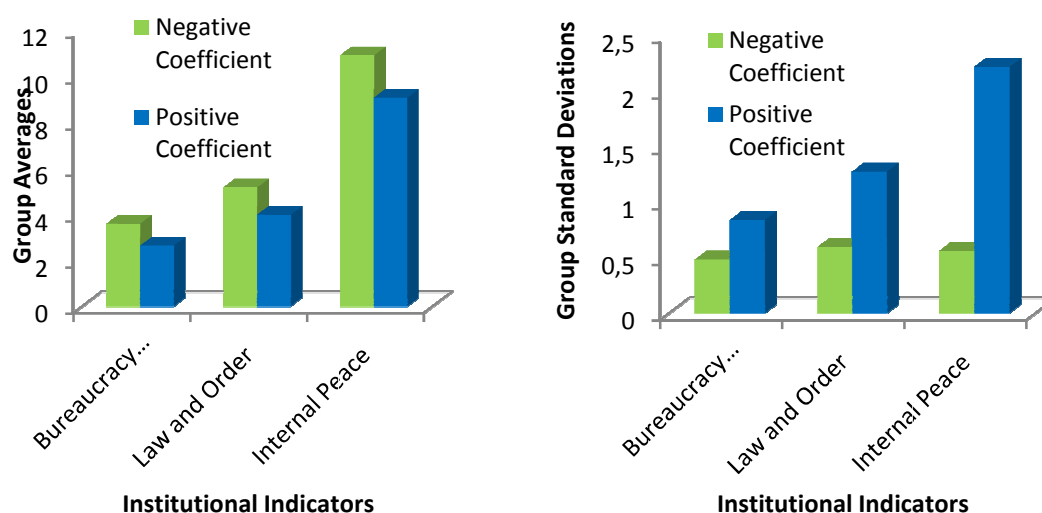 Group Averages
12
10
8
6
4
2
0
Negative
Coefficient
Positive
Coefficient
Bureaucracy...
Law and Order
Internal Peace
Institutional Indicators
Group Standard Deviations
2,5
2
1,5
1
0,5
0
Negative
Coefficient
Positive
Coefficient
Bureaucracy...
Law and Order
Internal Peace
Institutional Indicators